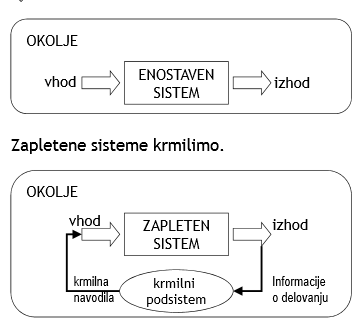 OKOLJE
vhod
ENOSTAVEN
SISTEM
izhod
Zapletene sisteme krmilimo.
OKOLJE
vhod
ZAPLETEN
SISTEM
izhod
krmilna
navodila
krmilni
podsistem
Informacije
o delovanju